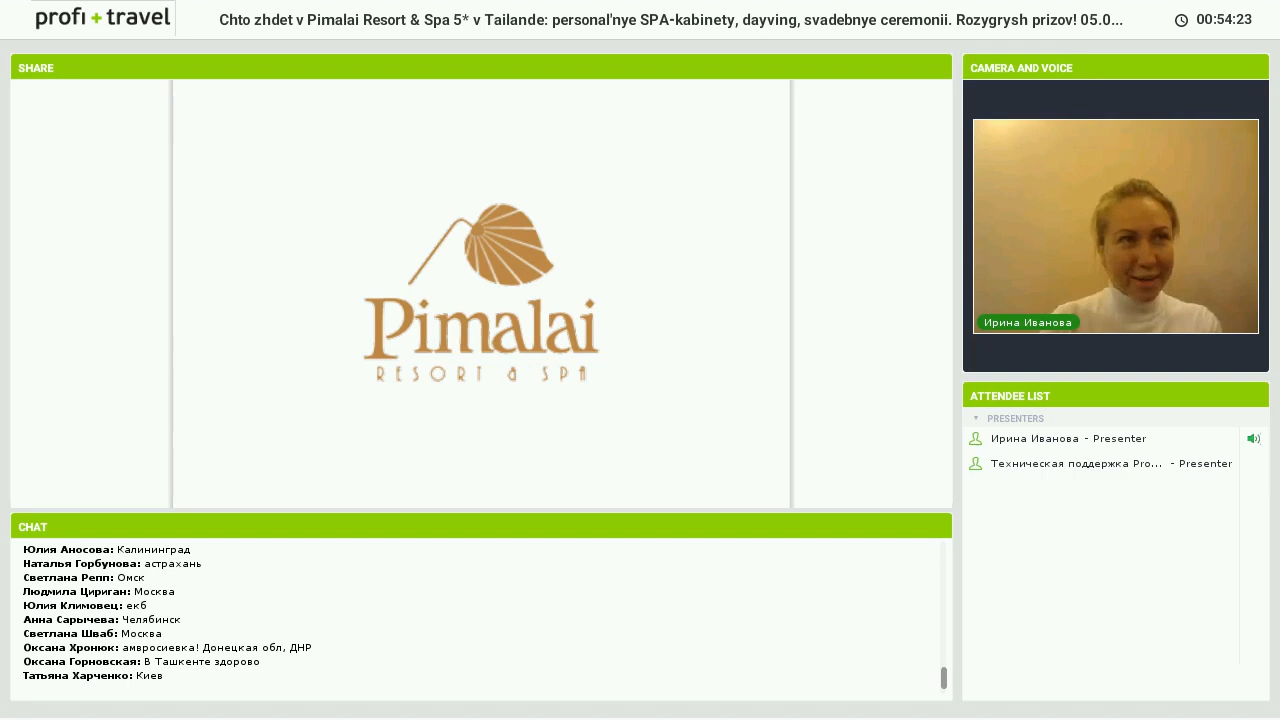 profi + travel
Chto zhdet v Pimalai Resort & Spa 5* v Tailande: personal'nye SPA-kabinety, dayving, svadebnye ceremonii. Rozygrysh prizov! 05.0...
00:54:23
SHARE
Pimalai
RESORT & SPA
CHAT
Юлия Аносова: Калининград
Наталья Горбунова: астрахань
Светлана Репп: Омск
Людмила Цириган: Москва
Юлия Климовец: екб
Анна Сарычева: Челябинск
Светлана Шваб: Москва
Оксана Хронюк: амвросиевка! Донецкая обл, ДНР
Оксана Горновская: В Ташкенте здорово
Татьяна Харченко: Киев
CAMERA AND VOICE
Ирина Иванова
ATTENDEE LIST
PRESENTERS
Ирина Иванова - Presenter
Техническая поддержка Pro... - Presenter